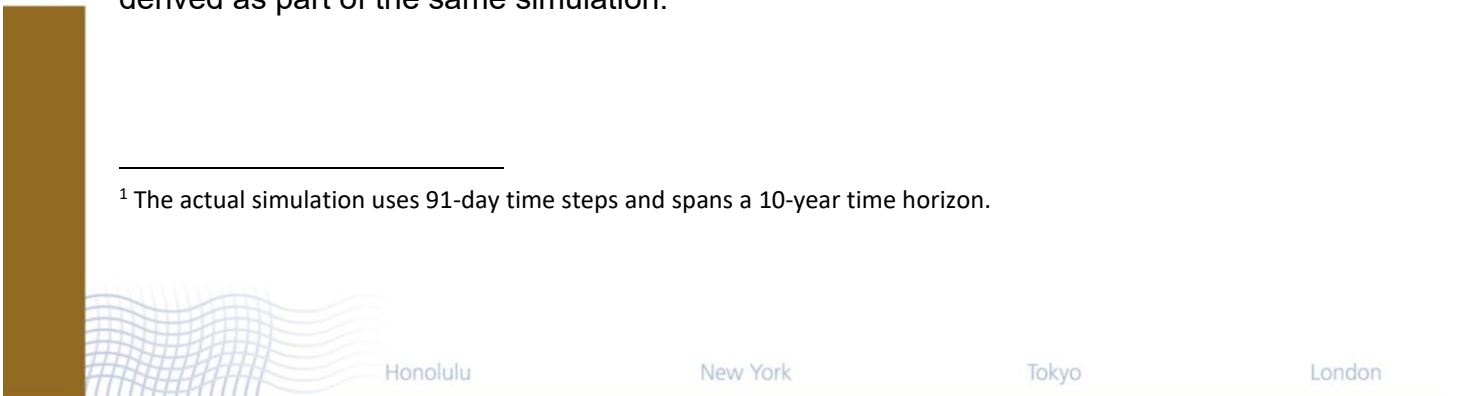 derived as part of the same simulation.
1 The actual simulation uses 91-day time steps and spans a 10-year time horizon.
Honolulu New York Tokyo London